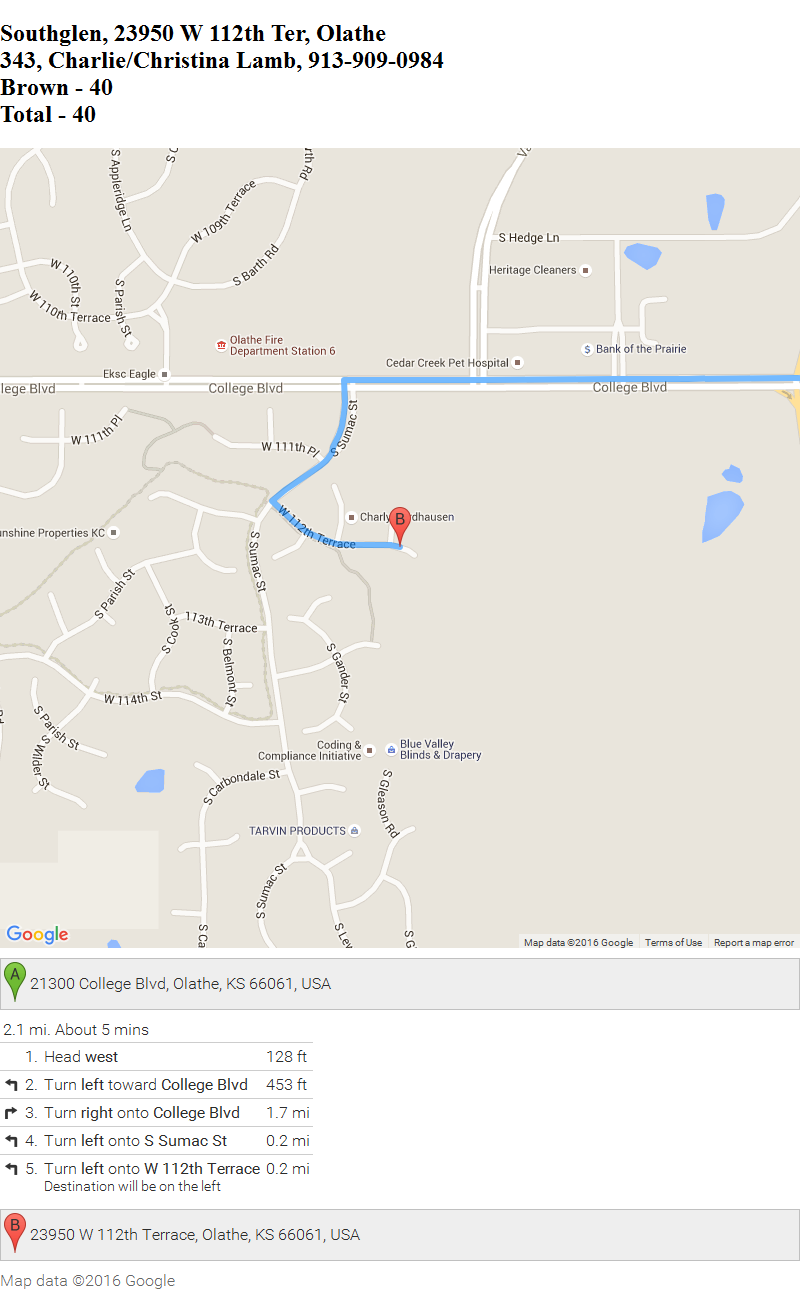 Southglen, 23950 W 112th Ter, Olathe
343, Charlie/Christina Lamb, 913-909-0984
Brown - 40
Total - 40
S Appleridge Ln
W 109th Terrace
S Barth Rd
S Hedge Ln
Heritage Cleaners
W 110th St
W 110th Terrace
S Parish St
Olathe Fire
Department Station 6
Bank of the Prairie
Cedar Creek Pet Hospital
Eksc Eagle
College Blvd
College Blvd
College Blvd
S Sumac St
W 111th Pl
W 111th Pl
W 112th Terrace
B
S Sumac St
S Parish St
S Cook St
113th Terrace
S Belmont St
S Gander St
W 114th St
S Parish St
S Wilder St
Coding &
Compliance Initiative
Blue Valley
Blinds & Drapery
S Carbondale St
S Gleason Rd
TARVIN PRODUCTS
S Sumac St
Google
Map data ©2016 Google
Terms of Use
Report a map error
A
21300 College Blvd, Olathe, KS 66061, USA
2.1 mi. About 5 mins
1. Head west 128 ft
2. Turn left toward College Blvd 453 ft
3. Turn right onto College Blvd 1.7 mi
4. Turn left onto S Sumac St 0.2 mi
5. Turn left onto W 112th Terrace 0.2 mi
Destination will be on the left
B
23950 W 112th Terrace, Olathe, KS 66061, USA
Map data ©2016 Google